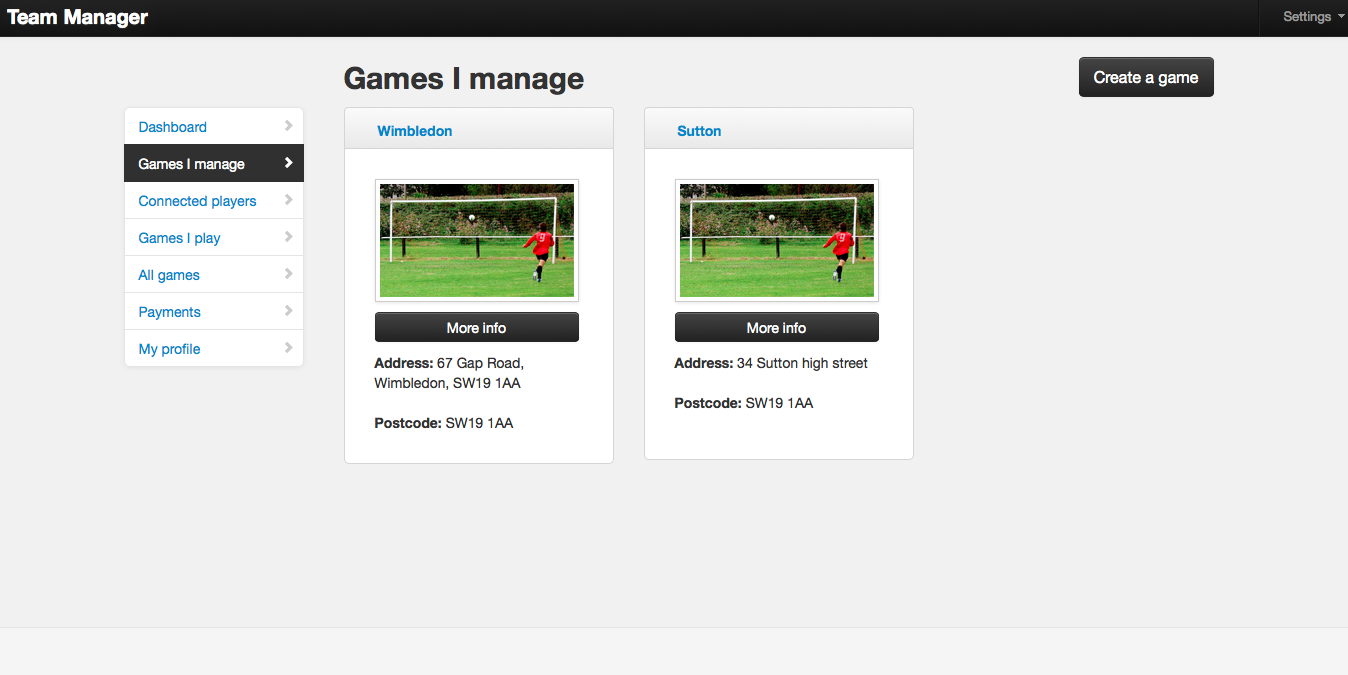 Team Manager
Settings
Games I manage
Create a game
Dashboard
Games I manage
Connected players
Games I play
All games
Payments
My profile
Wimbledon
More info
Address: 67 Gap Road,
Wimbledon, SW19 1AA
Postcode: SW19 1AA
Sutton
More info
Address: 34 Sutton high street
Postcode: SW19 1AA